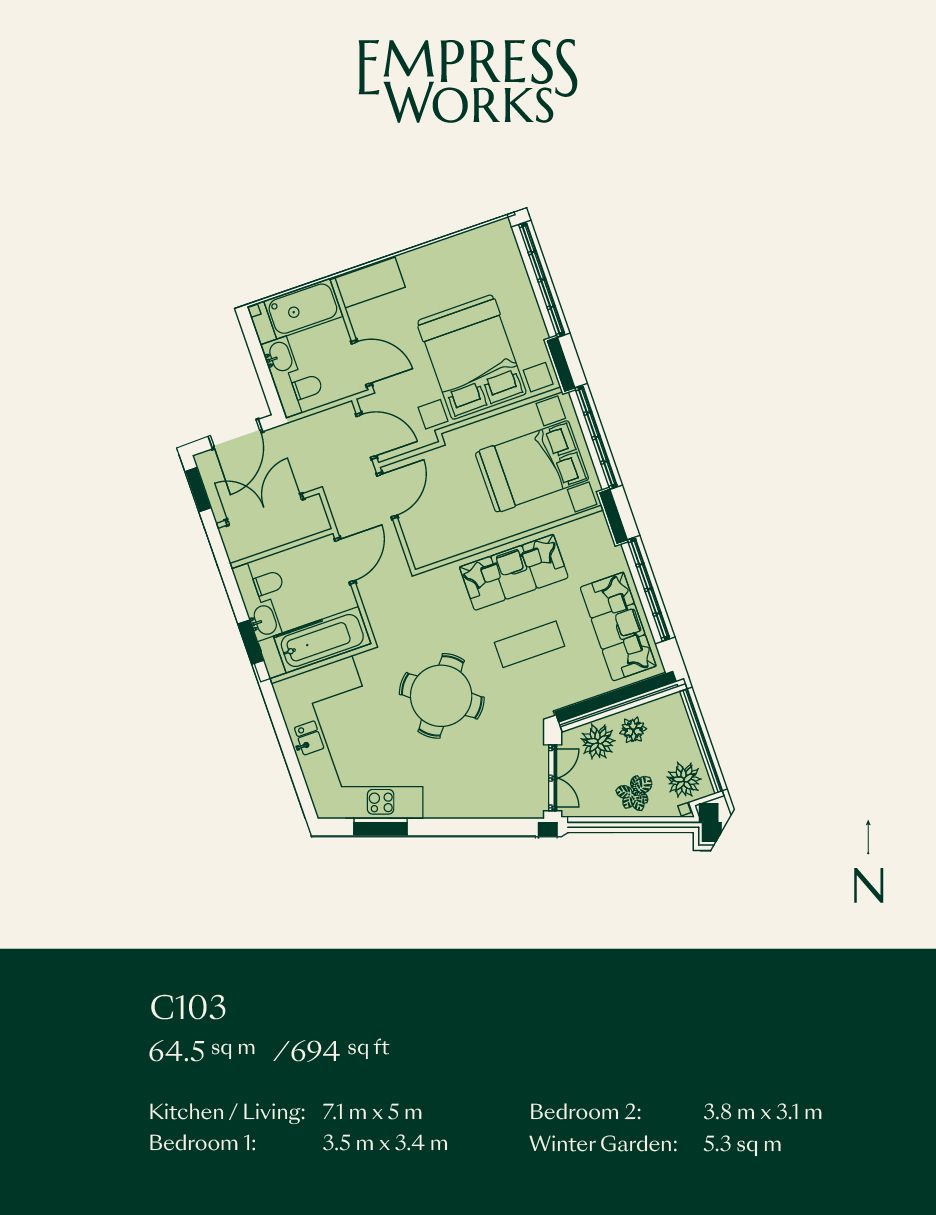 EMPRESS
WORKS
N
C103
64.5 sq m / 694 sq ft
Kitchen / Living: 7.1 m x 5 m
Bedroom 1: 3.5 m x 3.4 m
Bedroom 2: 3.8 m x 3.1 m
Winter Garden: 5.3 sq m